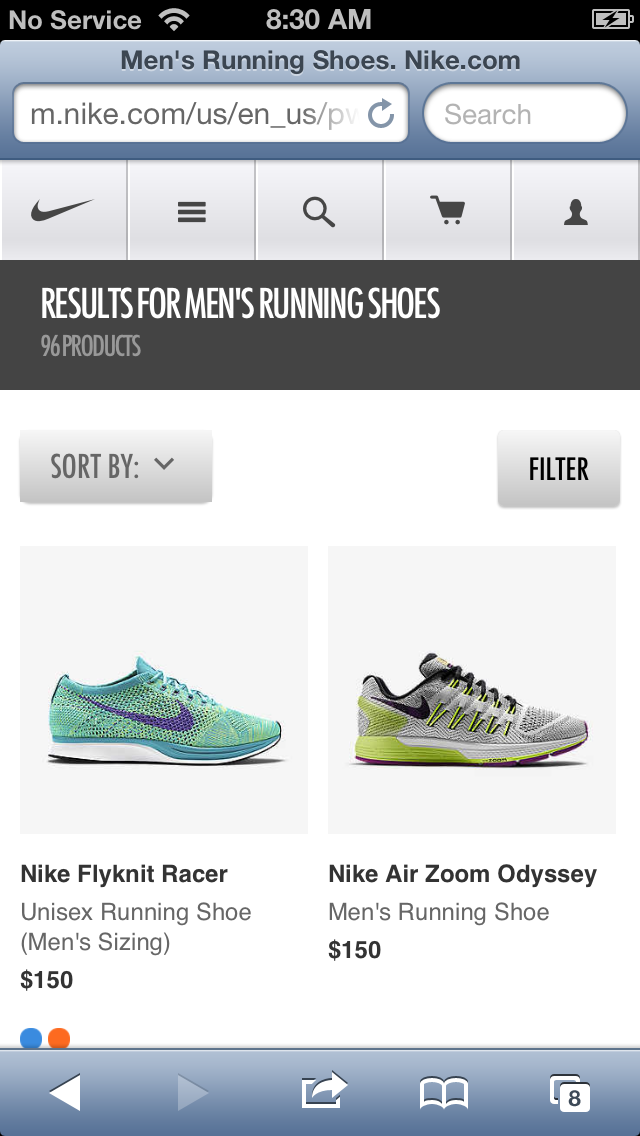 No Service 8:30 AM
Men's Running Shoes. Nike.com
m.nike.com/us/en_us/pw Search
RESULTS FOR MEN'S RUNNING SHOES
96 PRODUCTS
SORT BY: FILTER
Nike Flyknit Racer
Unisex Running Shoe
(Men's Sizing)
$150
Nike Air Zoom Odyssey
Men's Running Shoe
$150
8